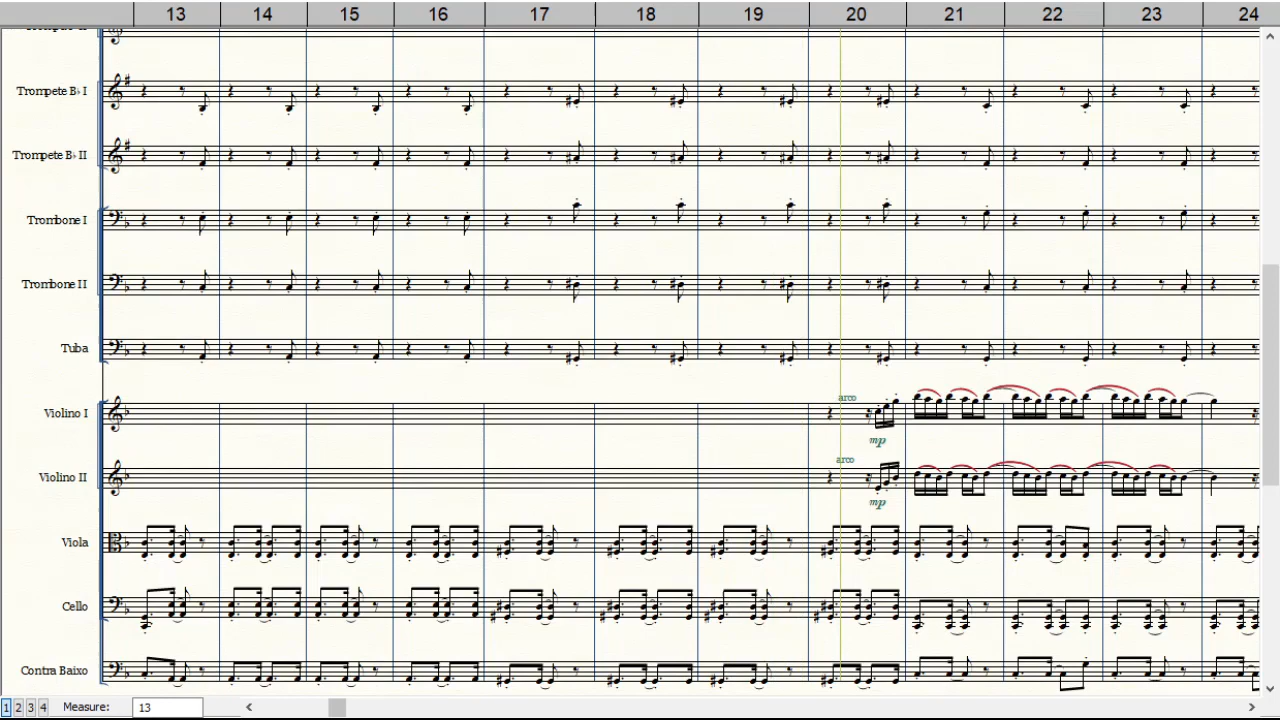 13 14 15 16 17 18 19 20 21 22 23 24
Trompete B♭ I
Trompete B♭ II
Trombone I
Trombone II
Tuba
Violino I
arco
mp
Violino II
arco
mp
Viola
Cello
Contra Baixo
1 2 3 4 Measure: 13